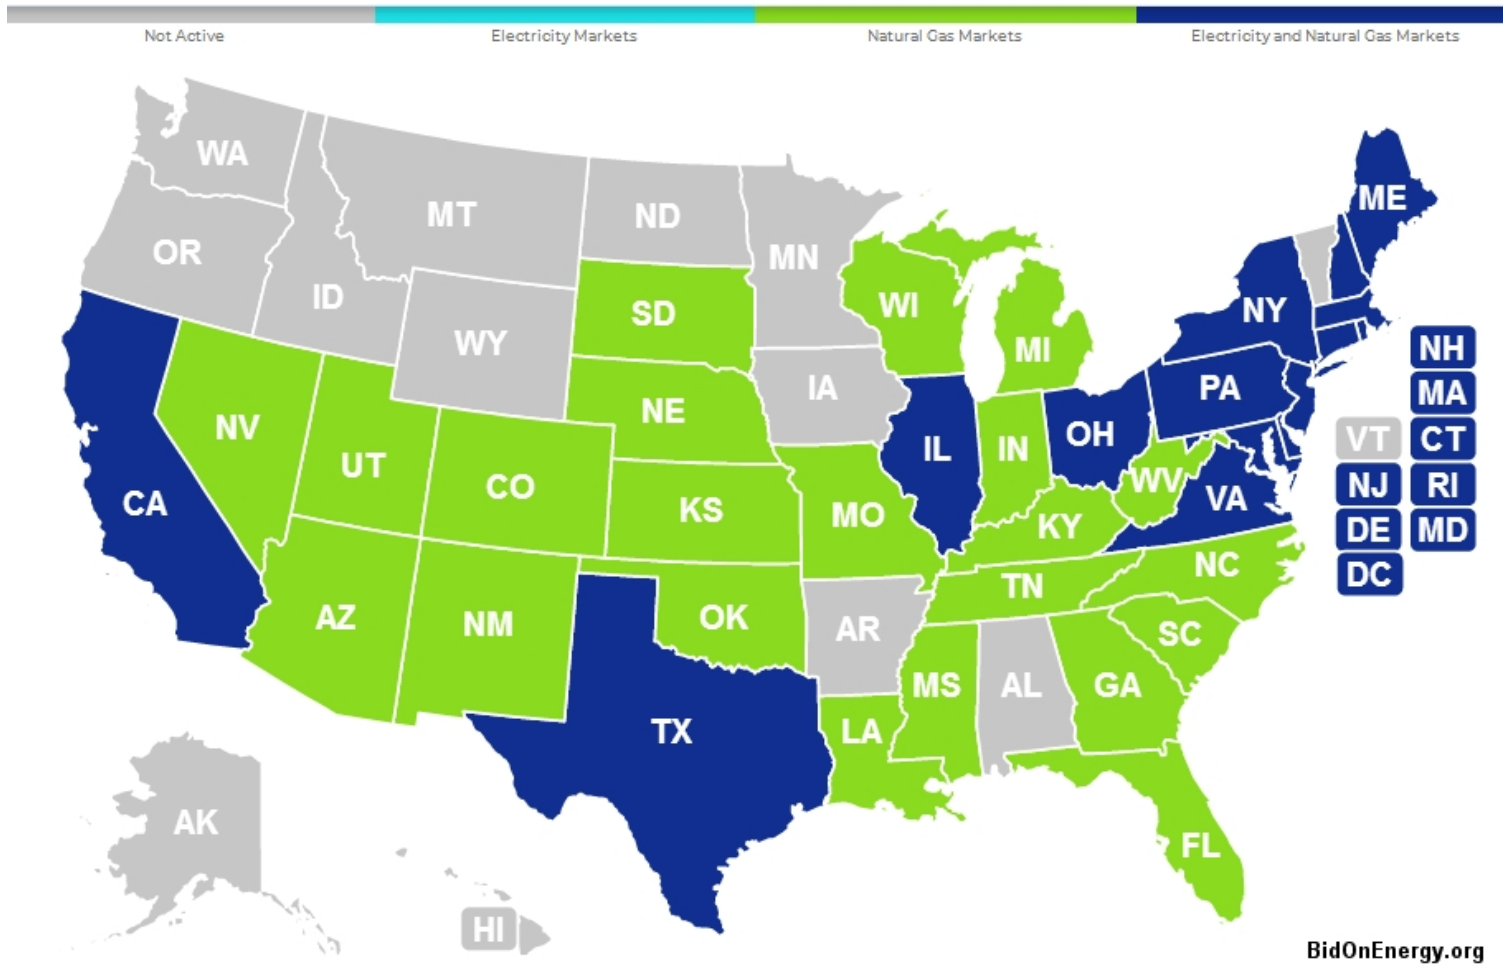 Not Active
Electricity Markets
Natural Gas Markets
Electricity and Natural Gas Markets
WA
MT
ND
MN
OR
ID
WY
SD
WI
MI
ME
NY
NH
MA
VT
CT
NJ
RI
DE
MD
DC
NV
UT
CO
NE
IA
IL
IN
OH
PA
CA
KS
MO
KY
WV
VA
AZ
NM
OK
AR
TN
NC
SC
MS
AL
GA
TX
LA
FL
AK
HI
BidOnEnergy.org